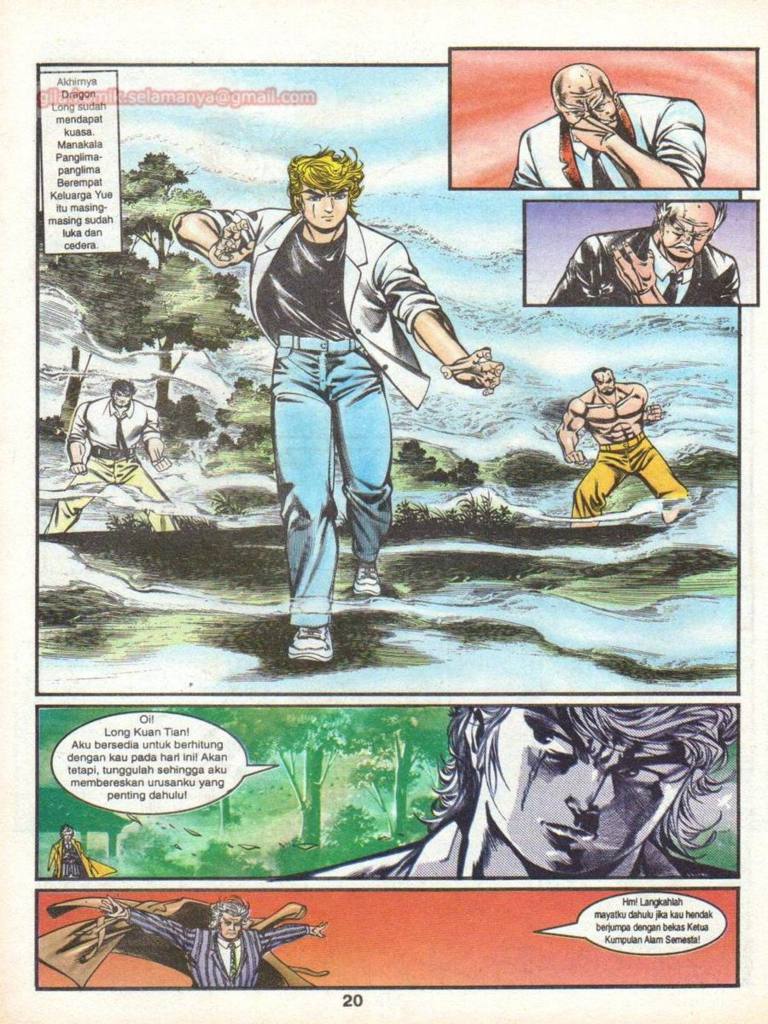 Akhirnya
Dragon
Long sudah
mendapat
kuasa.
Manakala
Panglima-
panglima
Berempat
Keluarga Yue
itu masing-
masing sudah
luka dan
cedera.
selamanya@gmail.com
Oi!
Long Kuan Tian!
Aku bersedia untuk berhitung
dengan kau pada hari ini! Akan
tetapi, tunggulah sehingga aku
membereskan urusanku yang
penting dahulu!
Hm! Langkahlah
mayatku dahulu jika kau hendak
berjumpa dengan bekas Ketua
Kumpulan Alam Semesta!
20